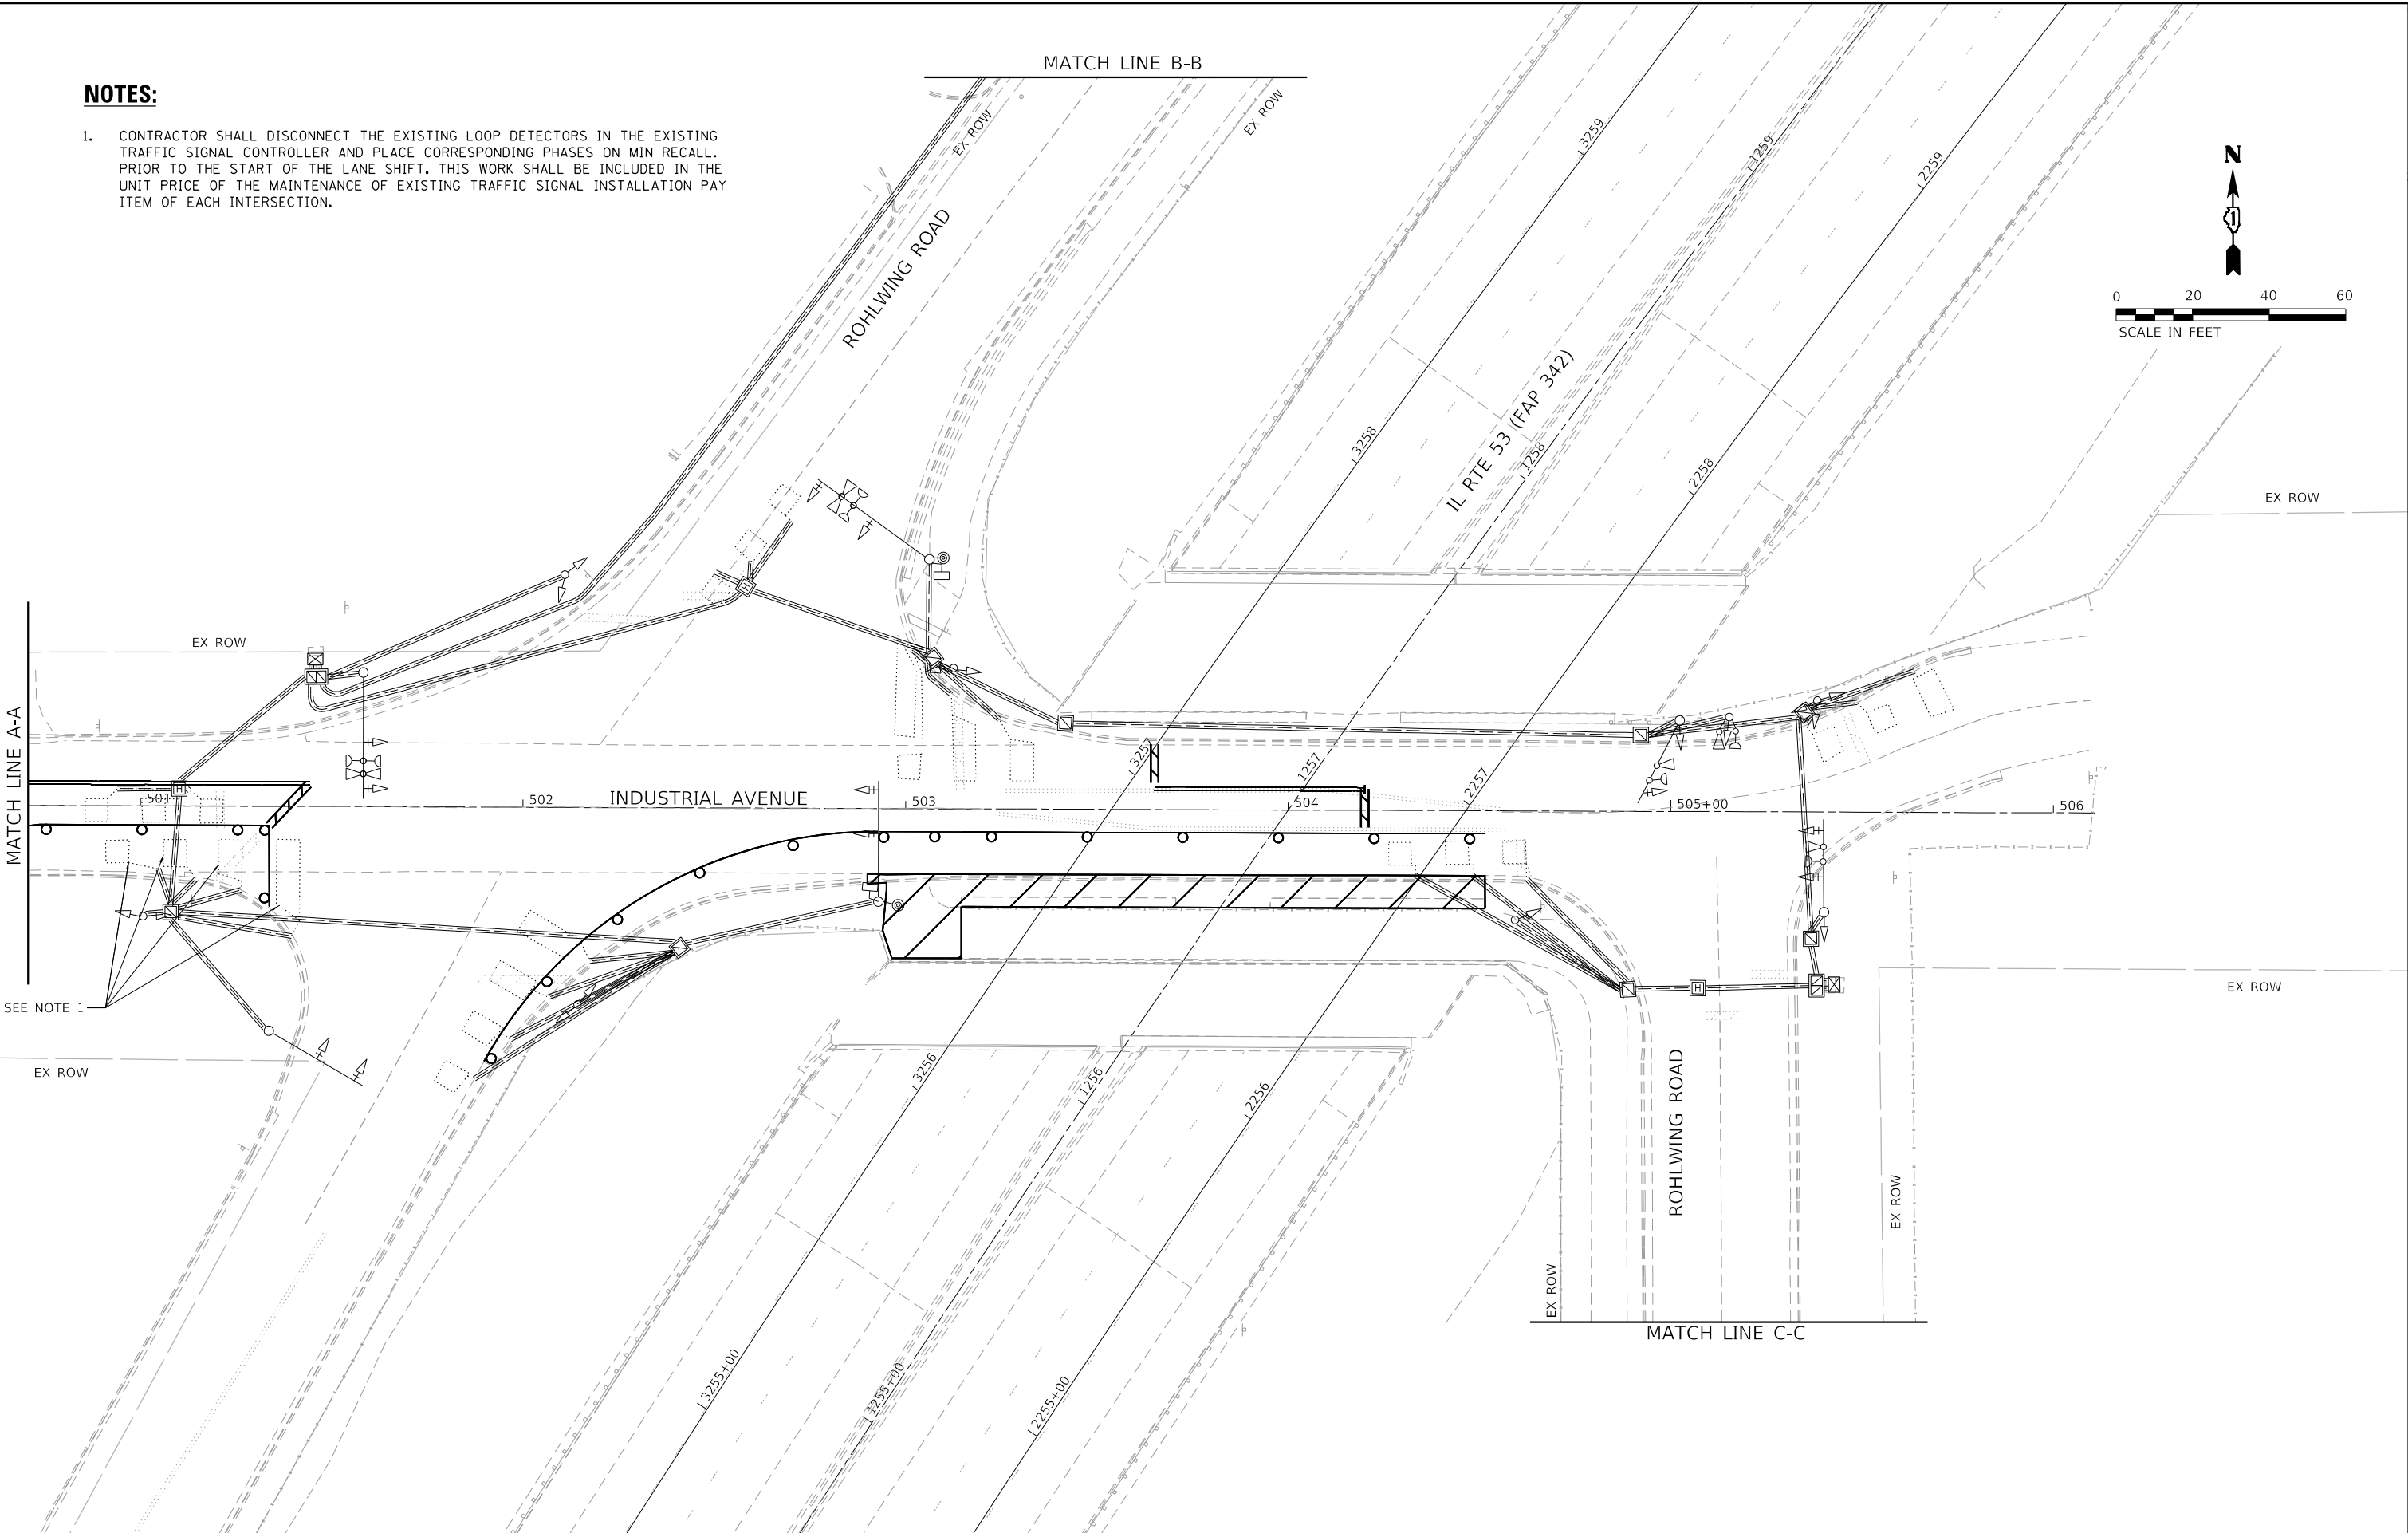 MATCH LINE B-B
NOTES:
1. CONTRACTOR SHALL DISCONNECT THE EXISTING LOOP DETECTORS IN THE EXISTING
TRAFFIC SIGNAL CONTROLLER AND PLACE CORRESPONDING PHASES ON MIN RECALL.
PRIOR TO THE START OF THE LANE SHIFT. THIS WORK SHALL BE INCLUDED IN THE
UNIT PRICE OF THE MAINTENANCE OF EXISTING TRAFFIC SIGNAL INSTALLATION PAY
ITEM OF EACH INTERSECTION.
EX ROW
EX ROW
3259
1259
2259
N
1
0 20 40 60
SCALE IN FEET
ROHLWING ROAD
IL RTE 53 (FAP 342)
3258
1258
2258
EX ROW
H
EX ROW
MATCH LINE A-A
H
325
1257
2257
501
502
INDUSTRIAL AVENUE
503
504
505+00
506
SEE NOTE 1
H
EX ROW
EX ROW
3256
1256
2256
ROHLWING ROAD
EX ROW
EX ROW
MATCH LINE C-C
3255+00
1255+00
2255+00